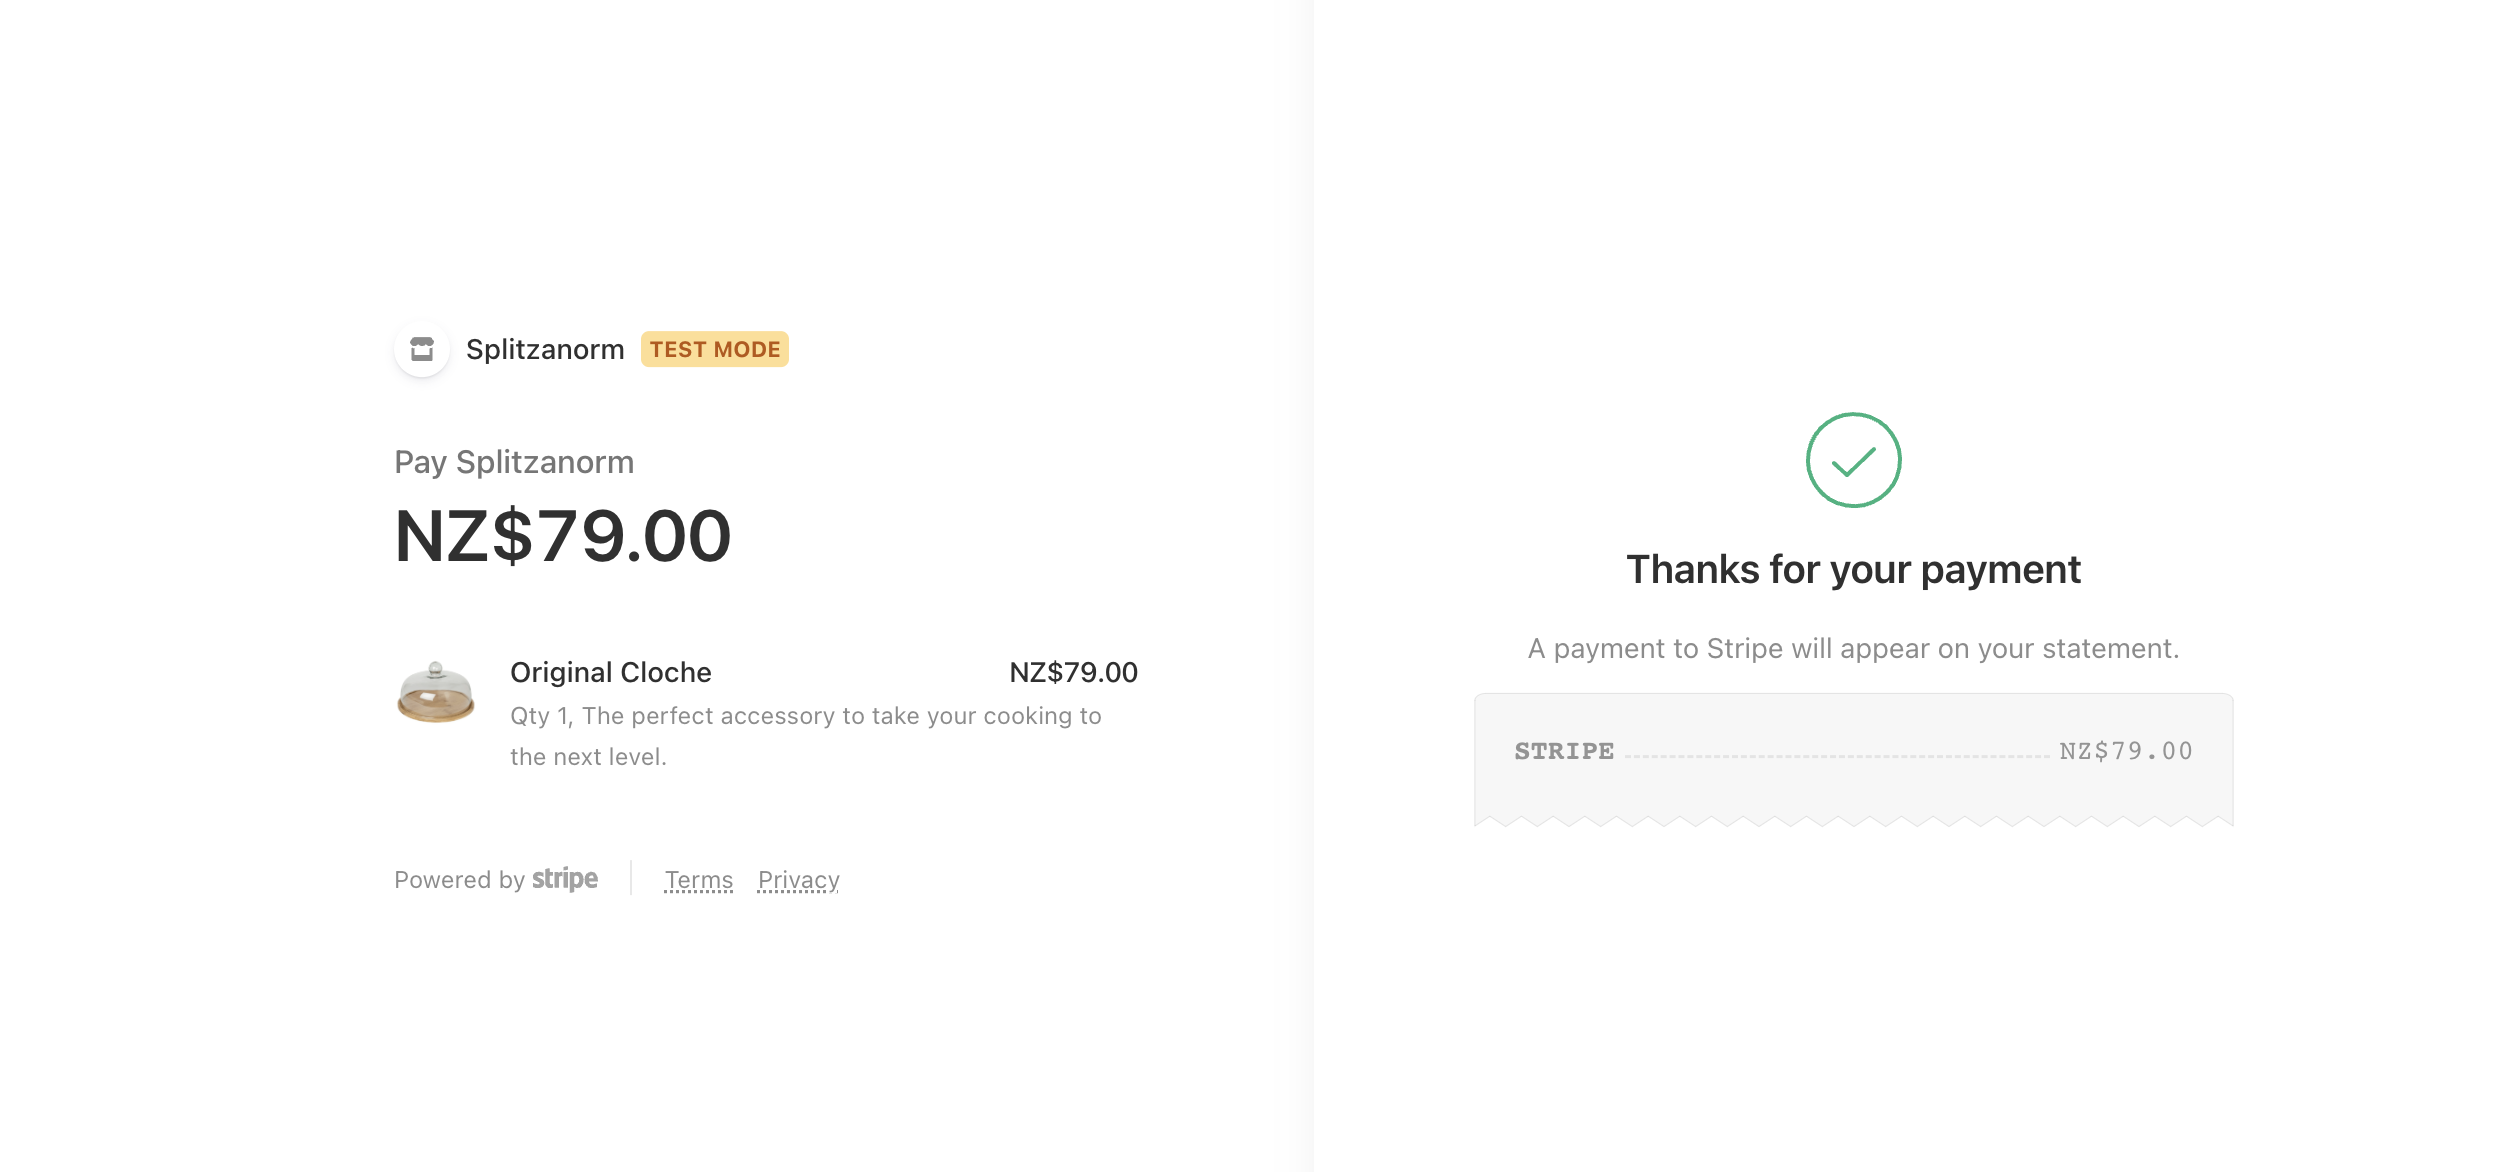 Splitzanorm TEST MODE
Pay Splitzanorm
NZ$79.00
Original Cloche NZ$79.00
Qty 1, The perfect accessory to take your cooking to
the next level.
Powered by stripe Terms Privacy
Thanks for your payment
A payment to Stripe will appear on your statement.
STRIPE NZ$79.00